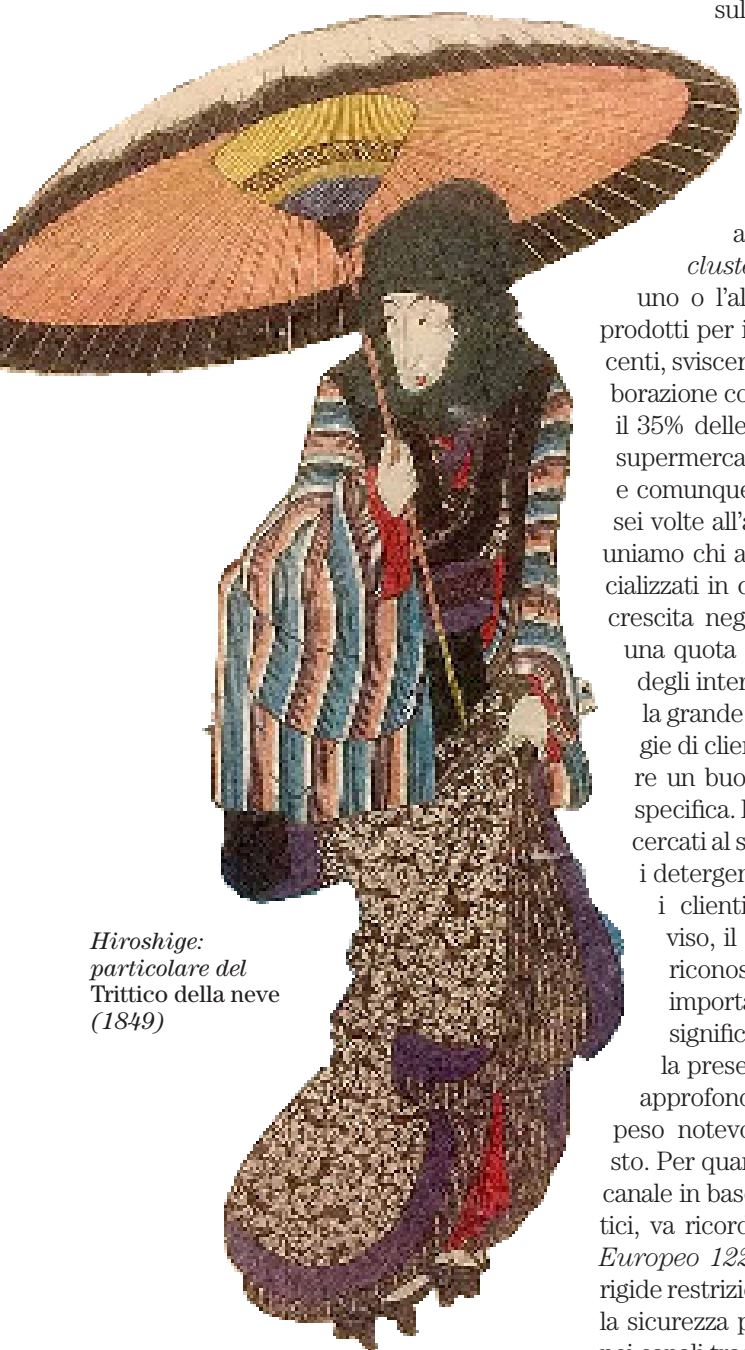 sul
a
cluste
uno o l’al
prodotti per i
centi, sviscer
borazione co
il 35% delle
supermerca
e comunque
sei volte all’a
uniamo chi a
cializzati in c
crescita neg
una quota
degli inter
la grande
gie di clien
re un buo
specifica. I
cercati al s
i detergen
i clienti
viso, il
riconos
importa
signific
la prese
approfond
peso notevo
sto. Per quan
canale in base
tici, va ricord
Europeo 122
rigide restrizio
la sicurezza p
Hiroshige:
particolare del
Trittico della neve
(1849)